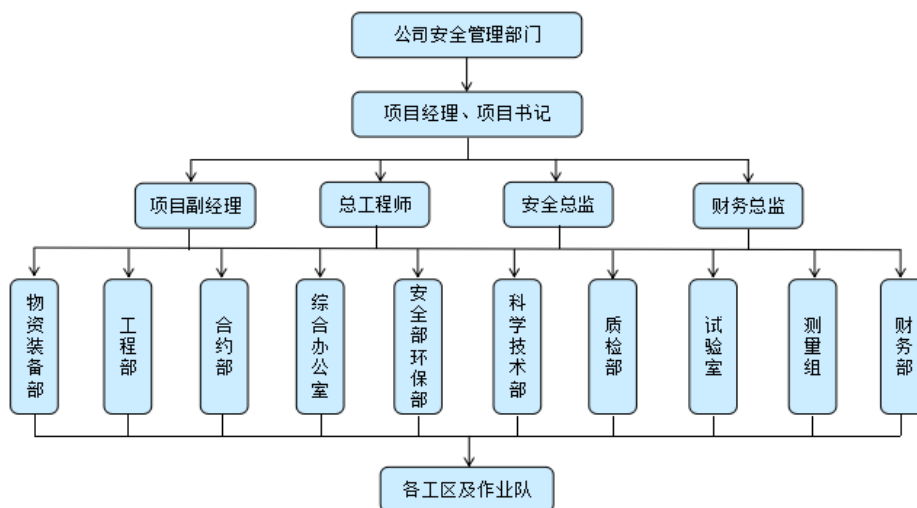 公司安全管理部门
项目经理、项目书记
项目副经理
总工程师
安全总监
财务总监
物资装备部
工程部
合约部
综合办公室
安全部环保部
科学技术部
质检部
试验室
测量组
财务部
各工区及作业队